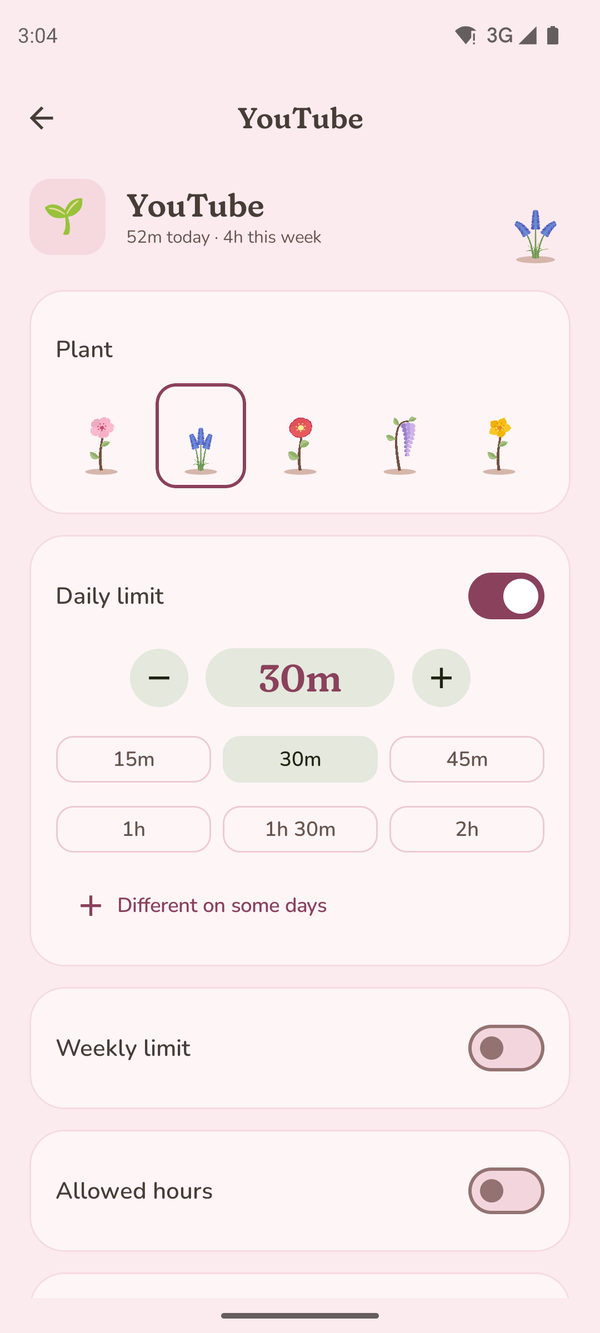 3:04
3G
YouTube
YouTube
52m today · 4h this week
Plant
Daily limit
30m
15m
30m
45m
1h
1h 30m
2h
Different on some days
Weekly limit
Allowed hours